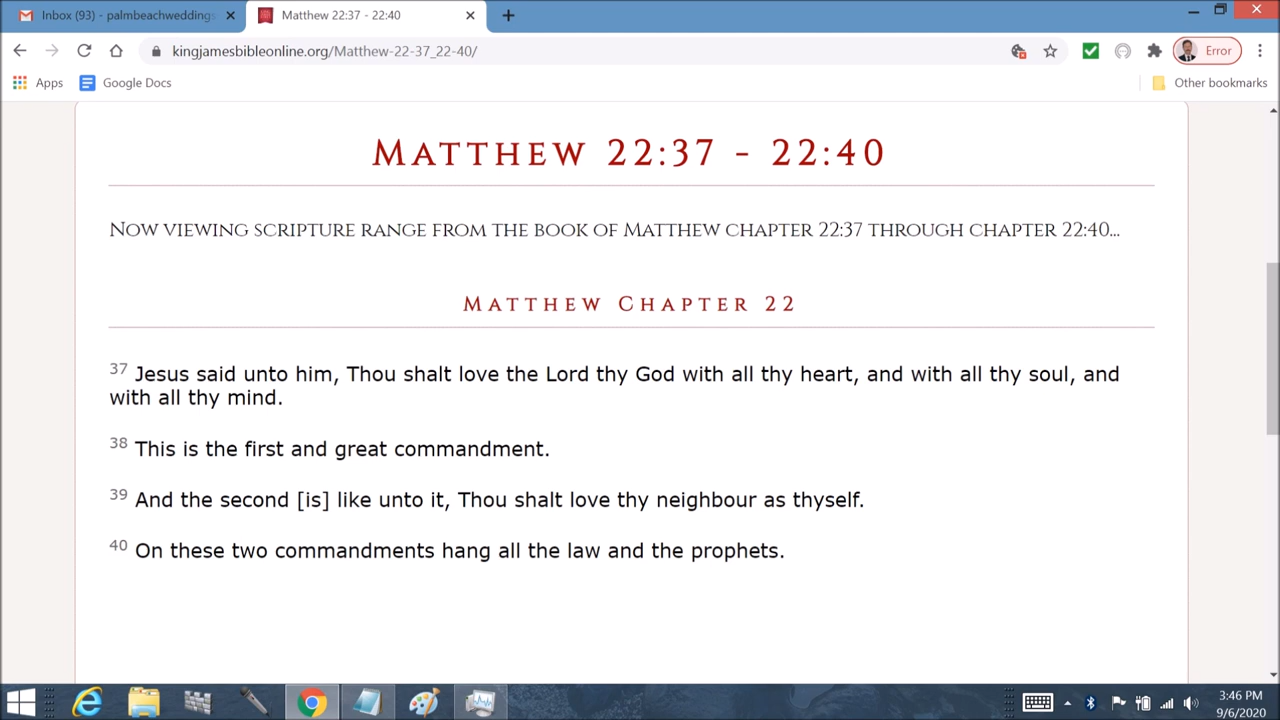 Inbox (93) - palmbeachweddings
Matthew 22:37 - 22:40
kingjamesbibleonline.org/Matthew-22-37_22-40/
Error
Apps
Google Docs
Other bookmarks
Matthew 22:37 - 22:40
Now viewing scripture range from the book of Matthew chapter 22:37 through chapter 22:40...
Matthew Chapter 22
37 Jesus said unto him, Thou shalt love the Lord thy God with all thy heart, and with all thy soul, and
with all thy mind.
38 This is the first and great commandment.
39 And the second [is] like unto it, Thou shalt love thy neighbour as thyself.
40 On these two commandments hang all the law and the prophets.
3:46 PM
9/6/2020